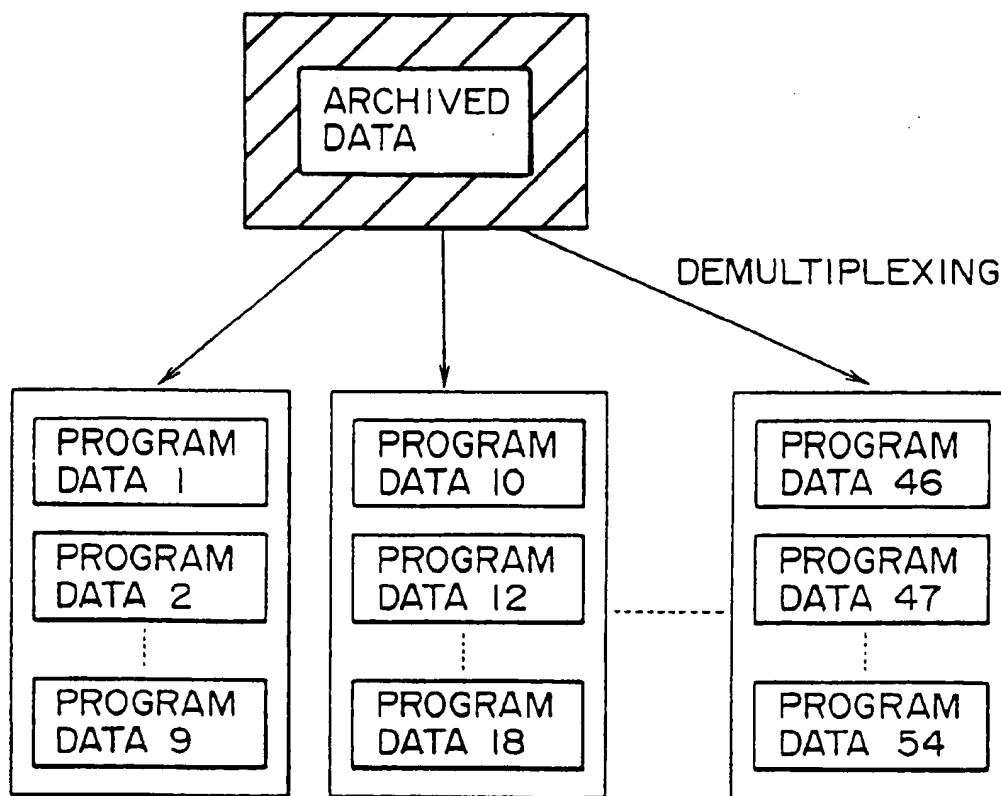 ARCHIVED
DATA
DEMULTIPLEXING
PROGRAM
DATA 1
PROGRAM
DATA 2
PROGRAM
DATA 9
PROGRAM
DATA 10
PROGRAM
DATA 12
PROGRAM
DATA 18
PROGRAM
DATA 46
PROGRAM
DATA 47
PROGRAM
DATA 54